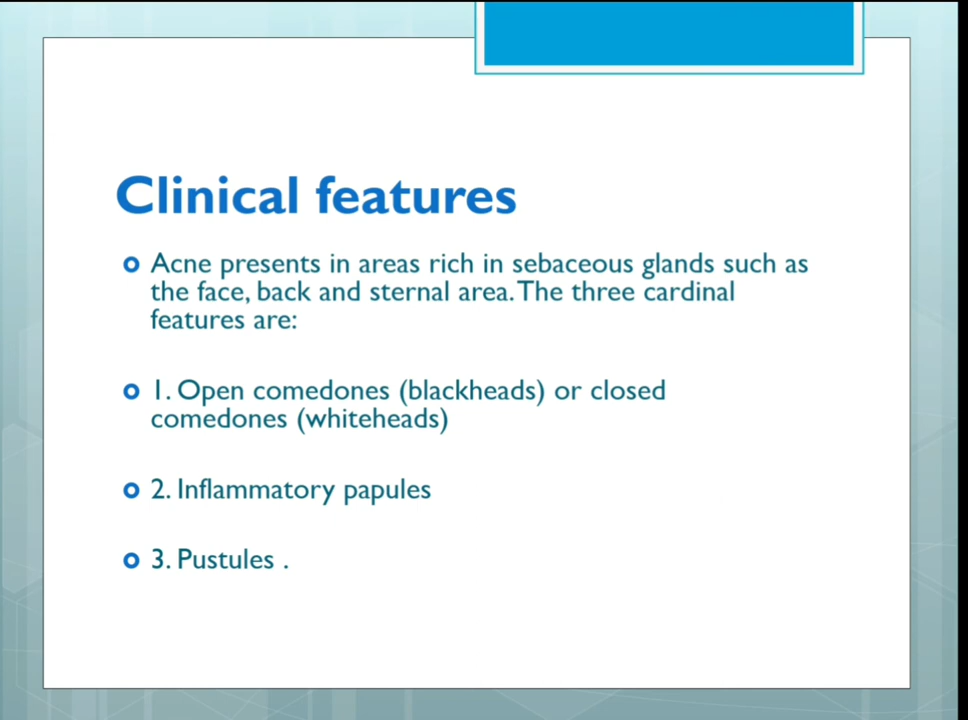 Clinical features
Acne presents in areas rich in sebaceous glands such as
the face, back and sternal area. The three cardinal
features are:
1. Open comedones (blackheads) or closed
comedones (whiteheads)
2. Inflammatory papules
3. Pustules .